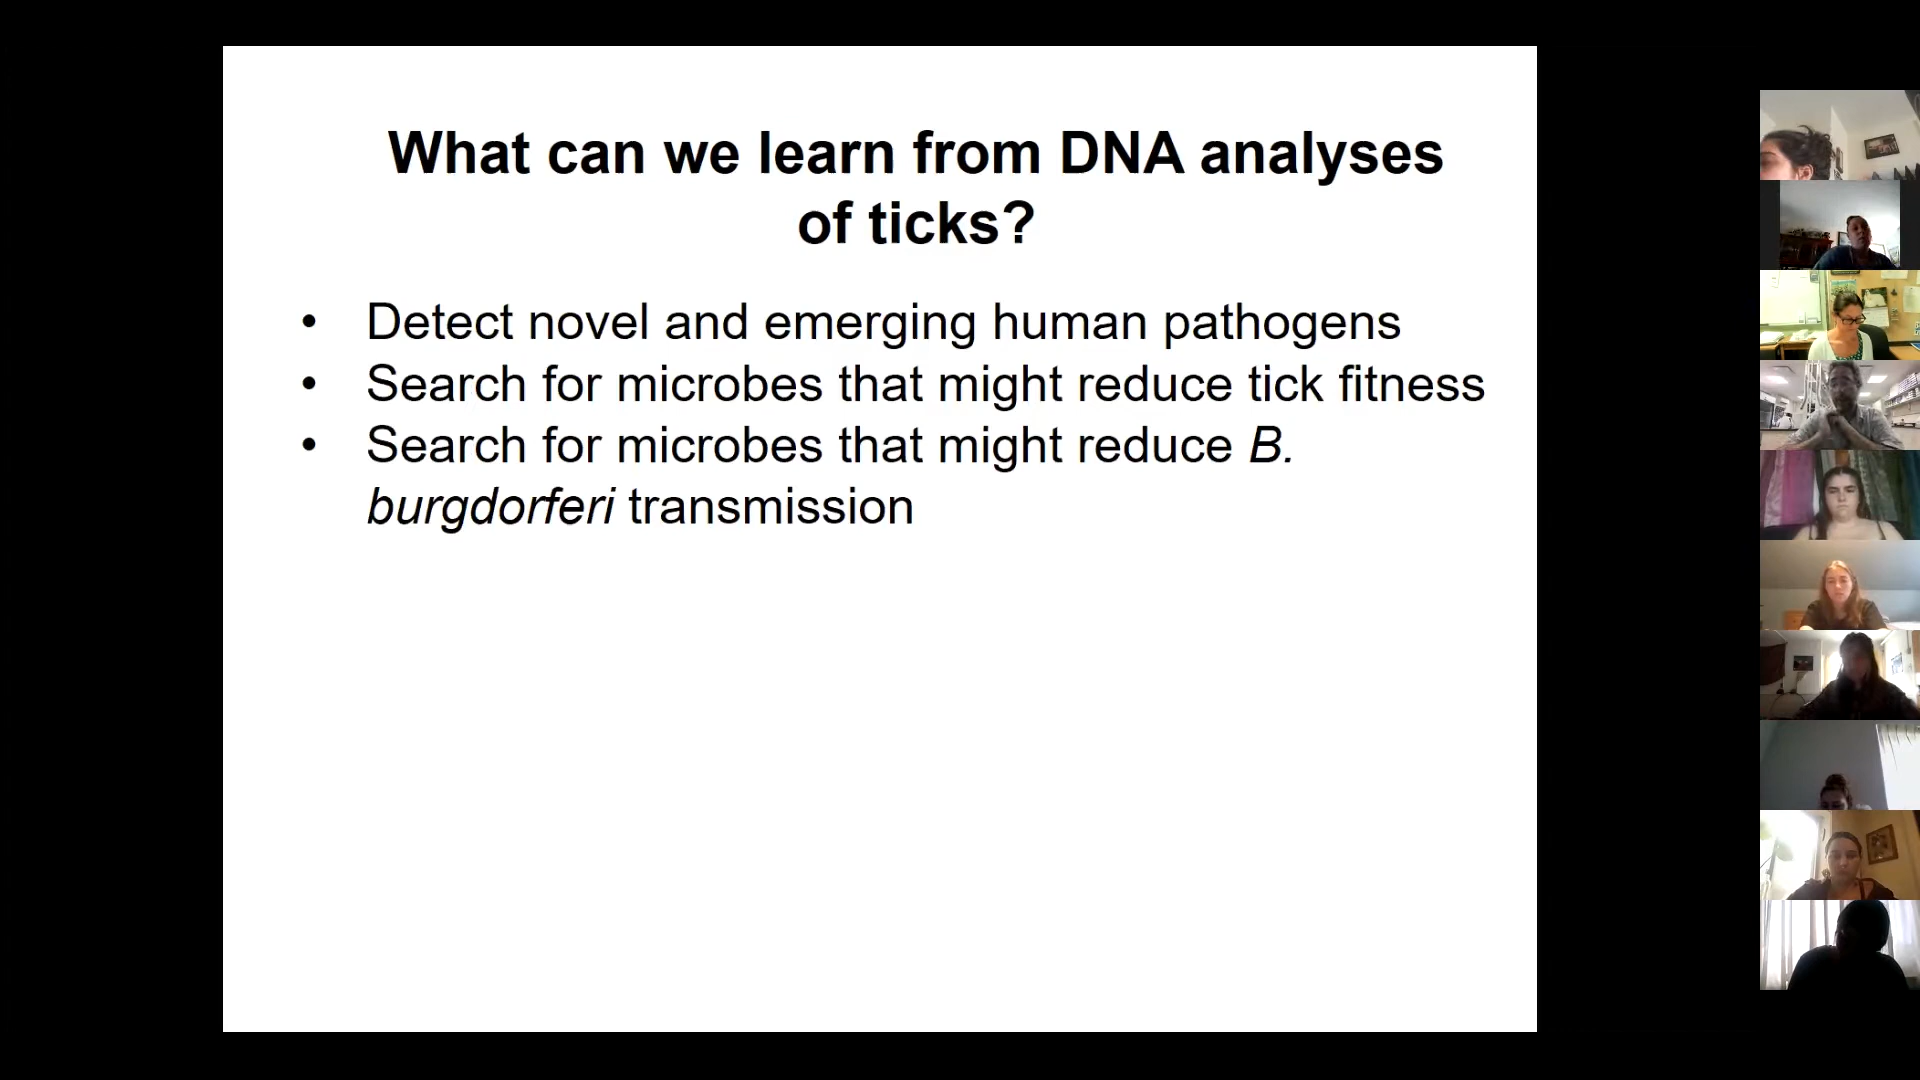 What can we learn from DNA analyses
of ticks?
• Detect novel and emerging human pathogens
• Search for microbes that might reduce tick fitness
• Search for microbes that might reduce B.
burgdorferi transmission